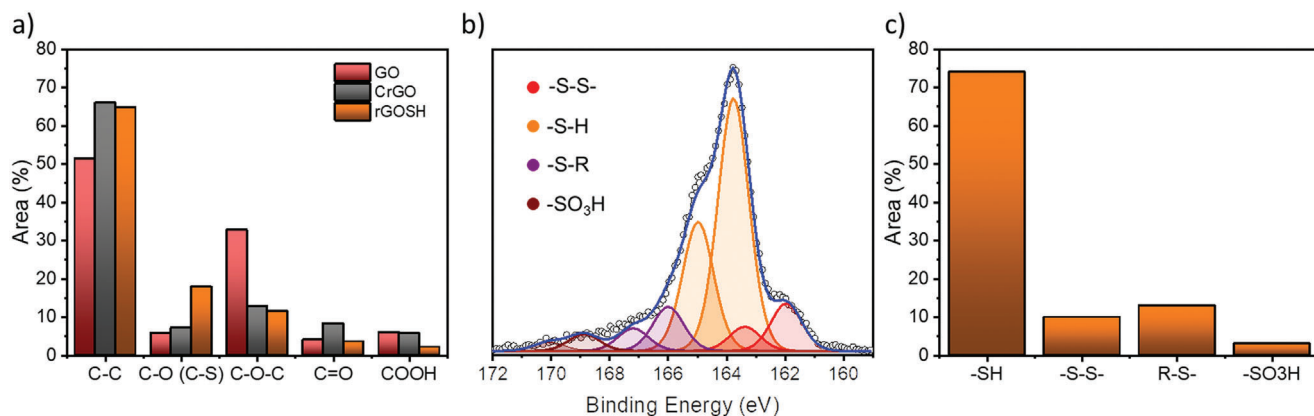 a)
80
70
60
50
40
30
20
10
0
Area (%)
GO
CrGO
rGOSH
C-C
C-O (C-S)
C-O-C
C=O
COOH
b)
-S-S-
-S-H
-S-R
-SO₃H
172
170
168
166
164
162
160
Binding Energy (eV)
c)
80
70
60
50
40
30
20
10
0
Area (%)
-SH
-S-S-
R-S-
-SO3H